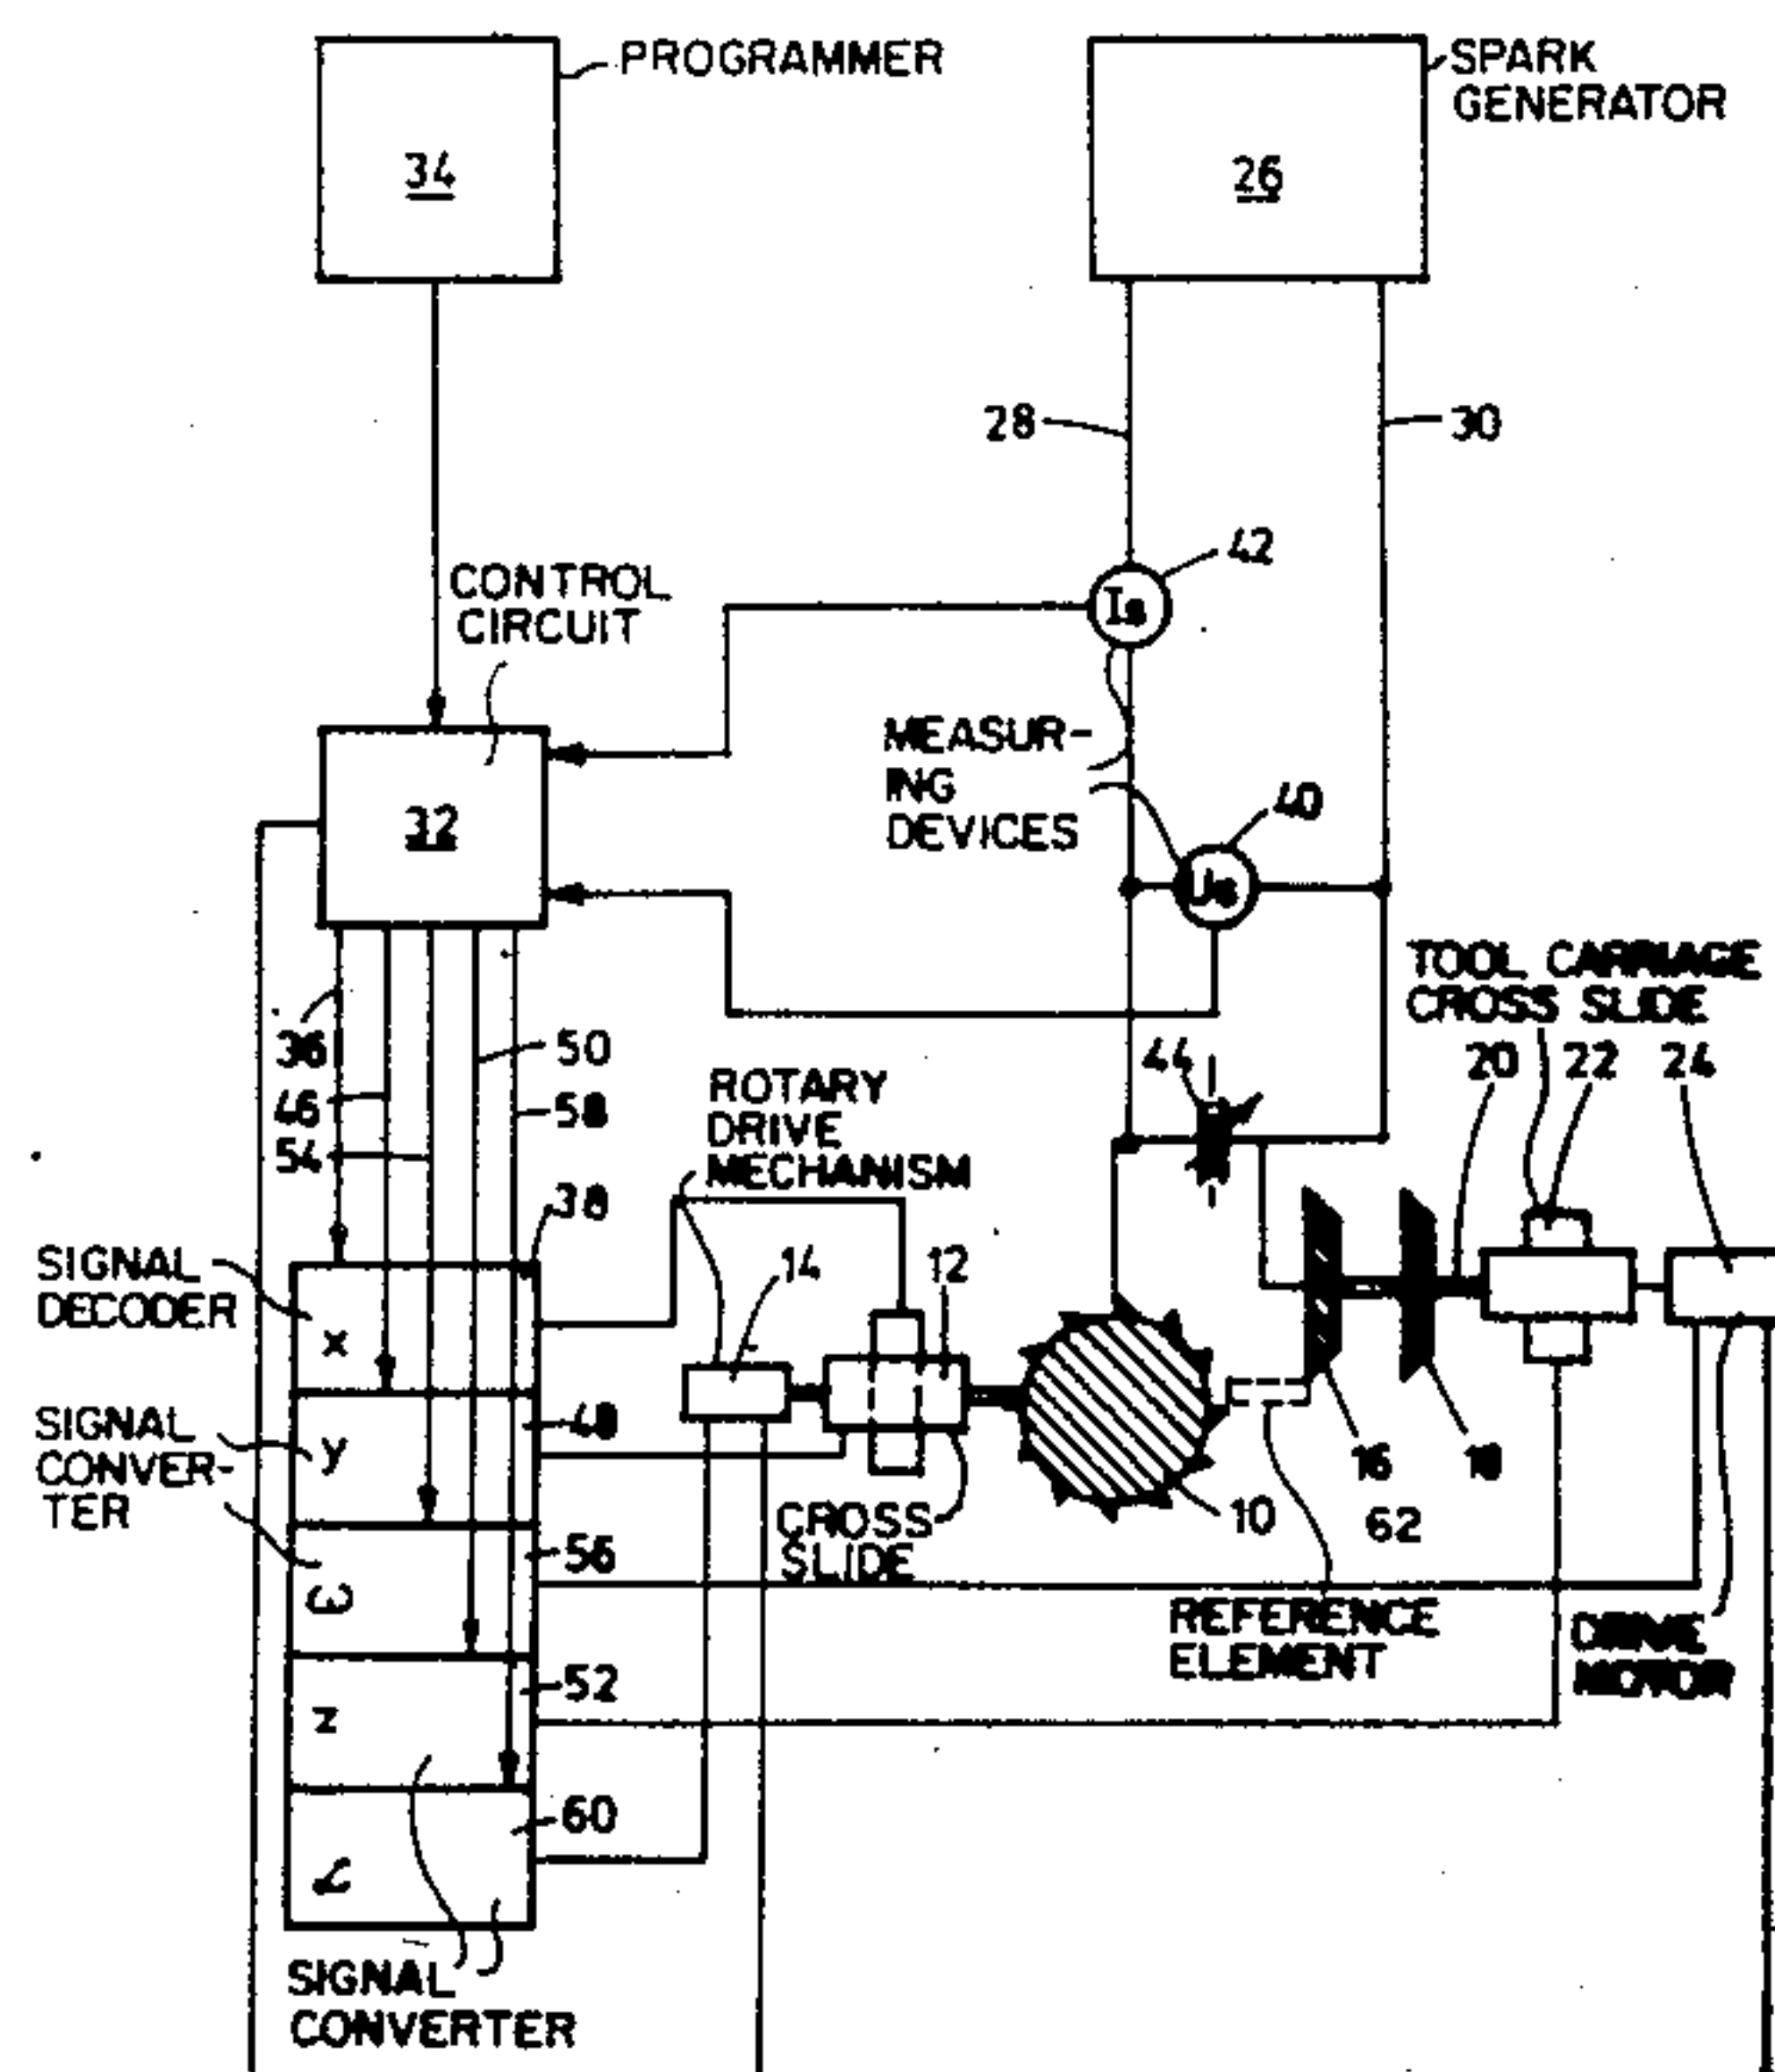 PROGRAMMER
34
SPARK
GENERATOR
26
28
30
42
Is
CONTROL
CIRCUIT
32
MEASUR-
ING
DEVICES
40
Us
TOOL CARRIAGE
CROSS SLIDE
20
22
24
36
46
54
50
58
44
ROTARY
DRIVE
MECHANISM
38
14
12
SIGNAL
DECODER
x
SIGNAL
CONVER-
TER
y
48
16
18
10
62
CROSS
SLIDE
56
ω
REFERENCE
ELEMENT
DRIVE
MOTOR
52
z
60
SIGNAL
CONVERTER